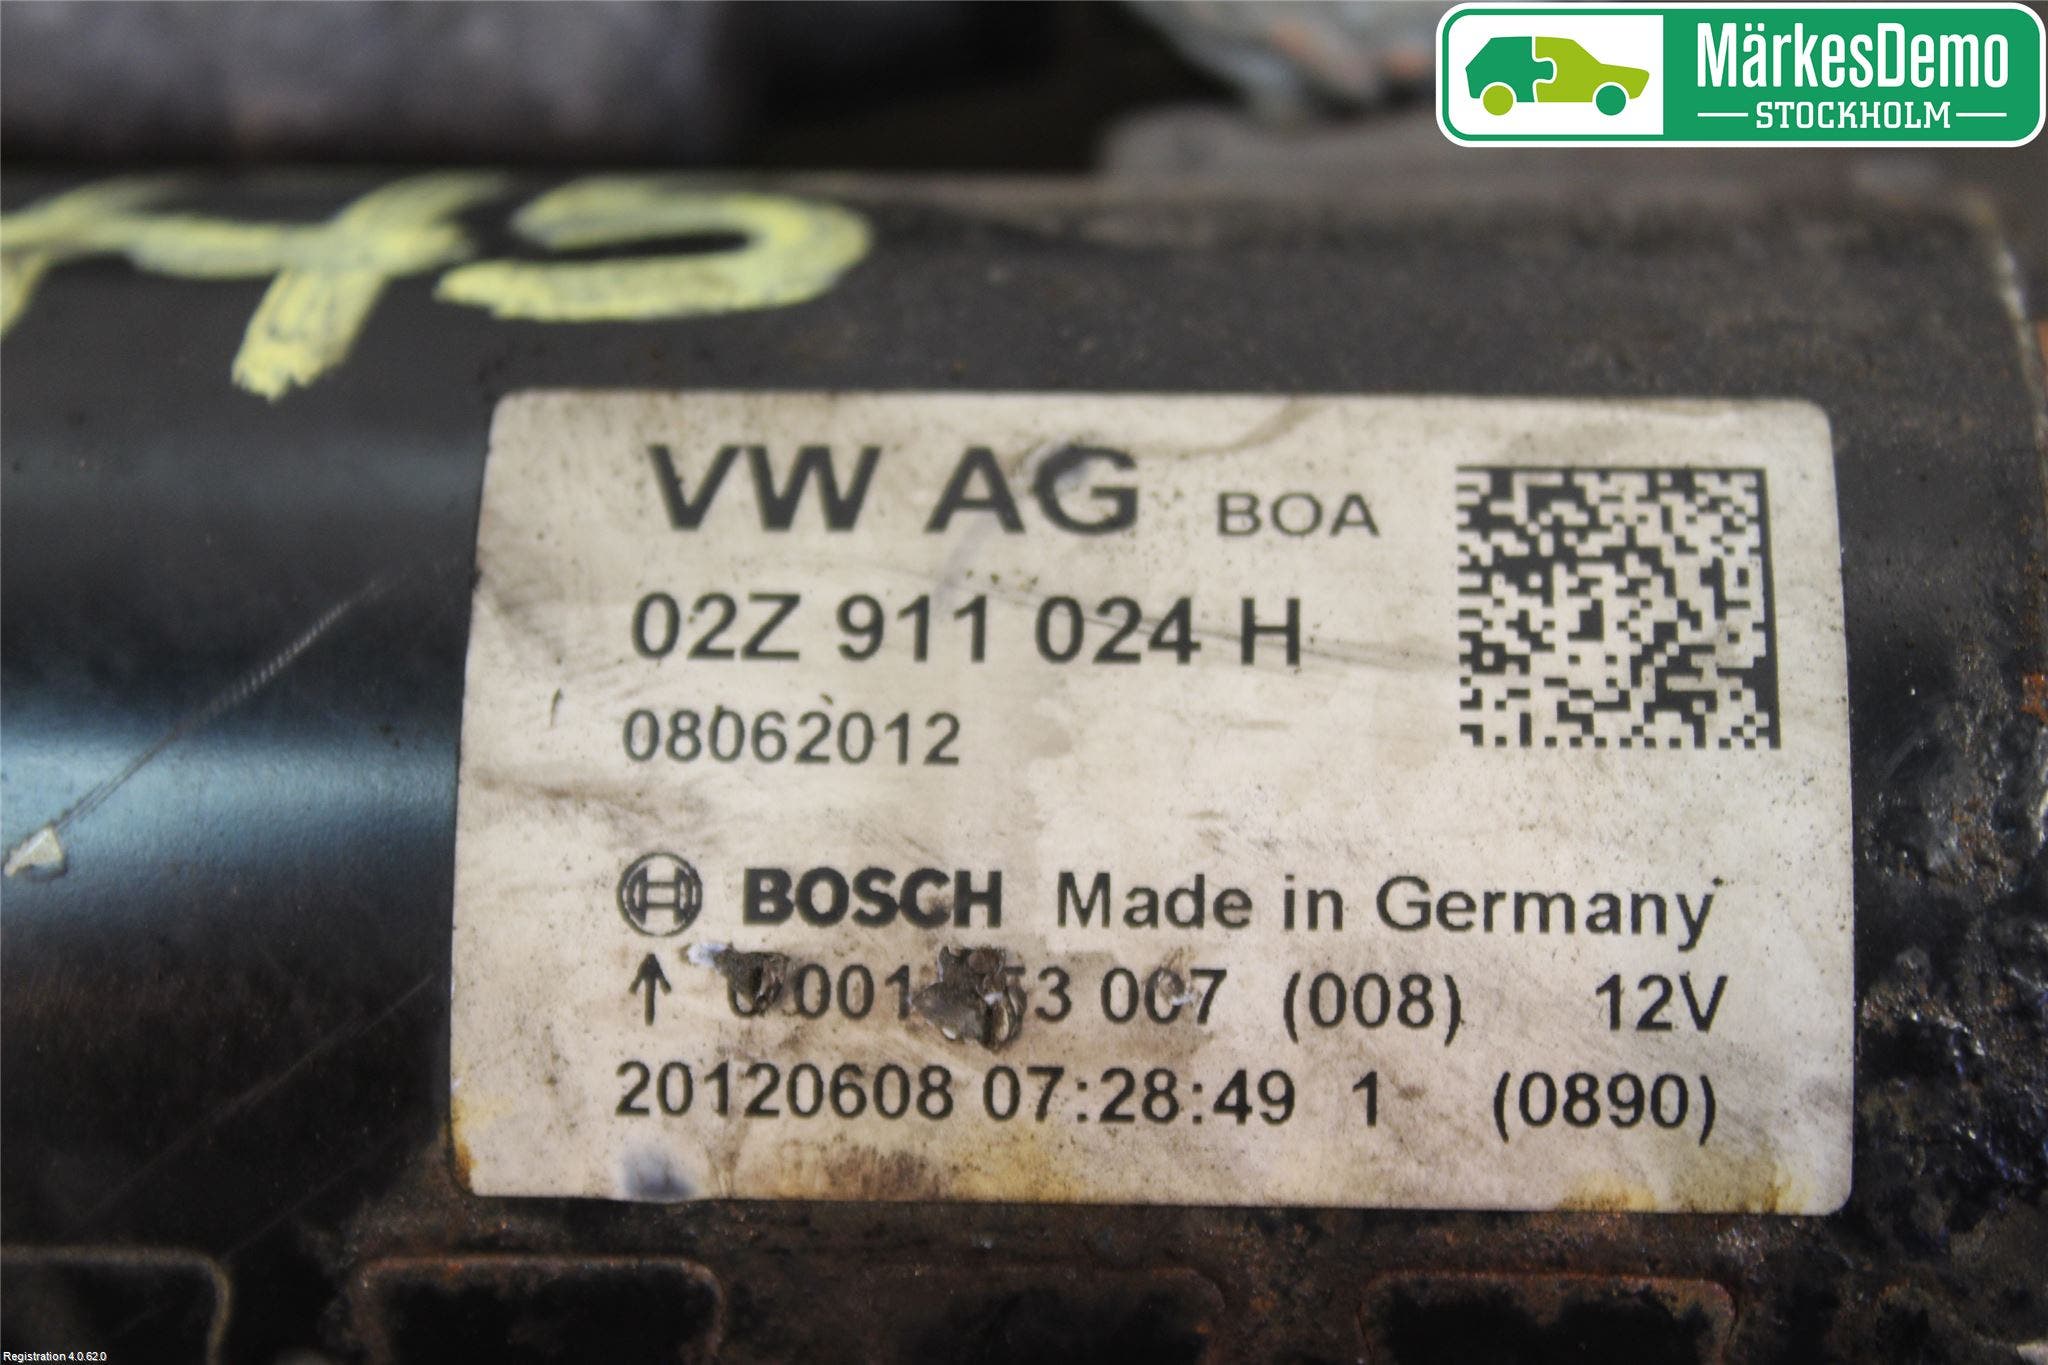 MärkesDemo
STOCKHOLM
VW AG BOA
02Z 911 024 H
08062012
BOSCH Made in Germany
↑ 007 (008) 12V
20120608 07:28:49 1 (0890)
Registration 4.0.62.0